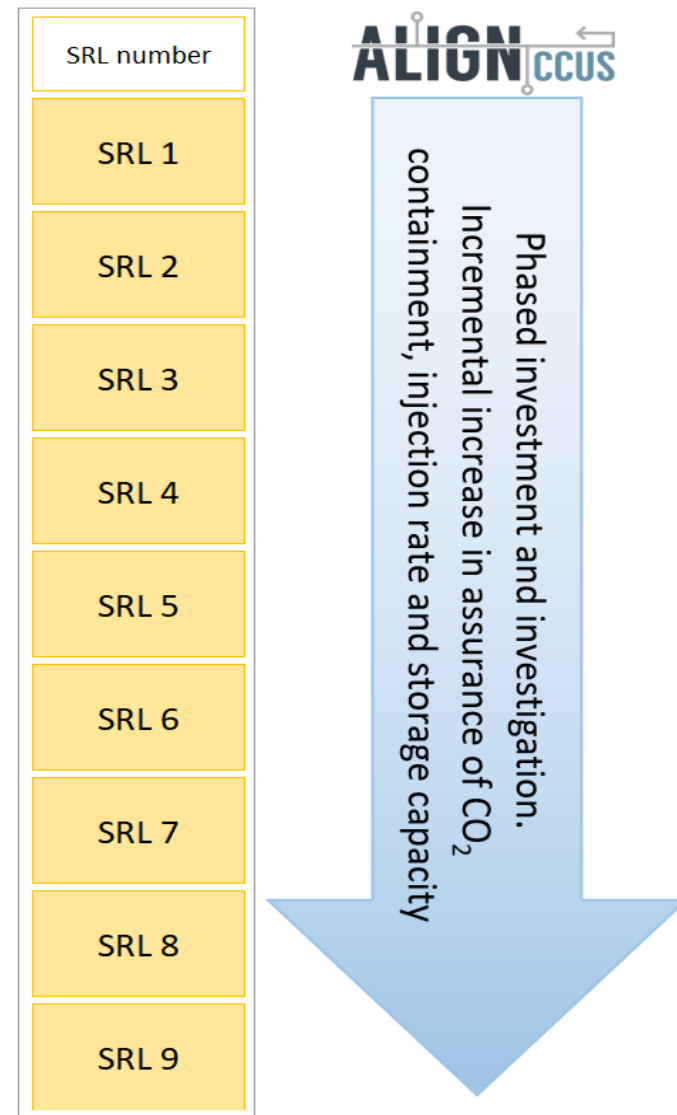 SRL number
SRL 1
SRL 2
SRL 3
SRL 4
SRL 5
SRL 6
SRL 7
SRL 8
SRL 9
ALIGN CCUS
Phased investment and investigation.
Incremental increase in assurance of CO₂
containment, injection rate and storage capacity